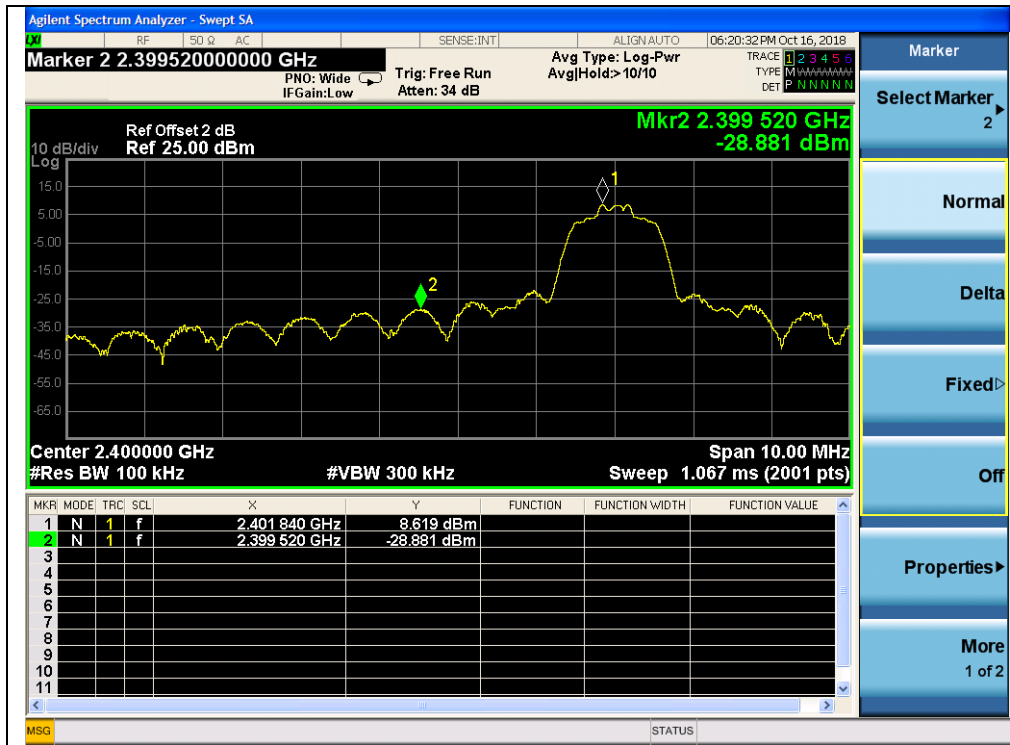 Agilent Spectrum Analyzer - Swept SA
LXI RF 50 Ω AC SENSE:INT ALIGNAUTO 06:20:32 PM Oct 16, 2018
Marker 2 2.399520000000 GHz
PNO: Wide
IFGain:Low
Trig: Free Run
Atten: 34 dB
Avg Type: Log-Pwr
Avg|Hold:>10/10
TRACE 1 2 3 4 5 6
TYPE M
DET P N N N N N
Mkr2 2.399 520 GHz
-28.881 dBm
Ref Offset 2 dB
10 dB/div Ref 25.00 dBm
Log
15.0
5.00
-5.00
-15.0
-25.0
-35.0
-45.0
-55.0
-65.0
1
2
Center 2.400000 GHz Span 10.00 MHz
#Res BW 100 kHz #VBW 300 kHz Sweep 1.067 ms (2001 pts)
MKR MODE TRC SCL X Y FUNCTION FUNCTION WIDTH FUNCTION VALUE
1 N 1 f 2.401 840 GHz 8.619 dBm
2 N 1 f 2.399 520 GHz -28.881 dBm
3
4
5
6
7
8
9
10
11
MSG STATUS
Marker
Select Marker
2
Normal
Delta
Fixed
Off
Properties
More
1 of 2